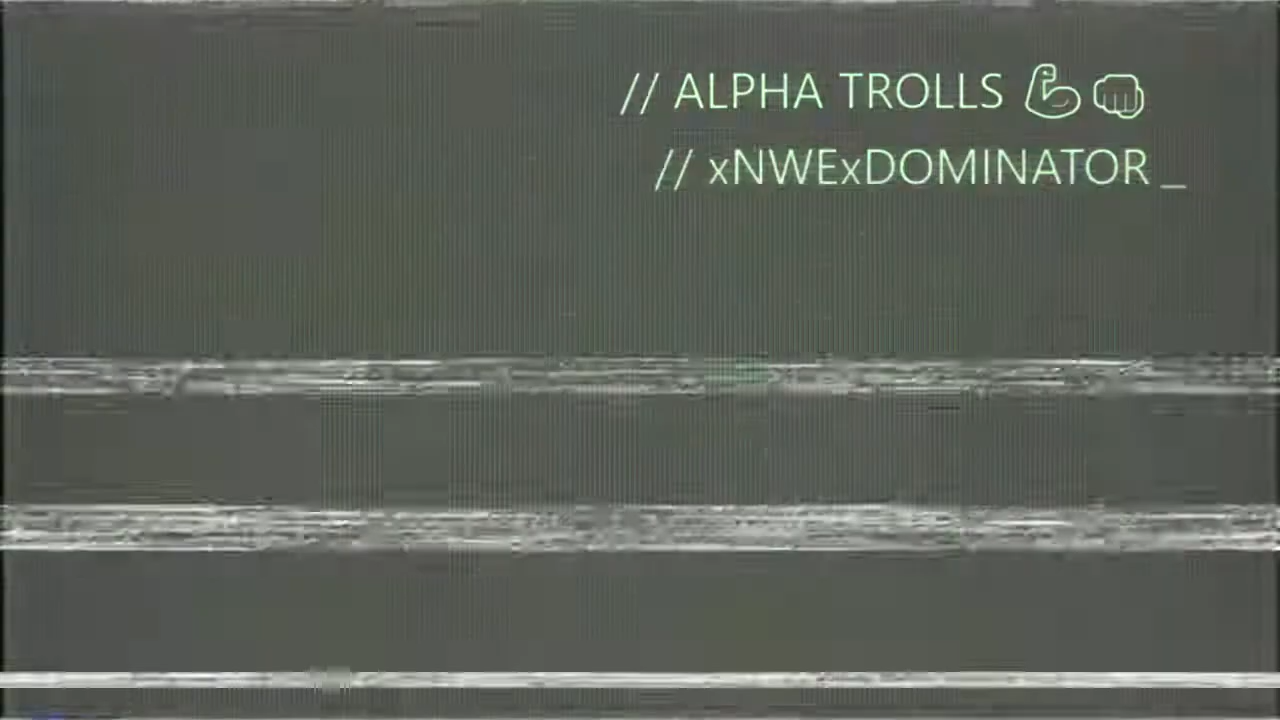 // ALPHA TROLLS 💪👊
// xNWExDOMINATOR _